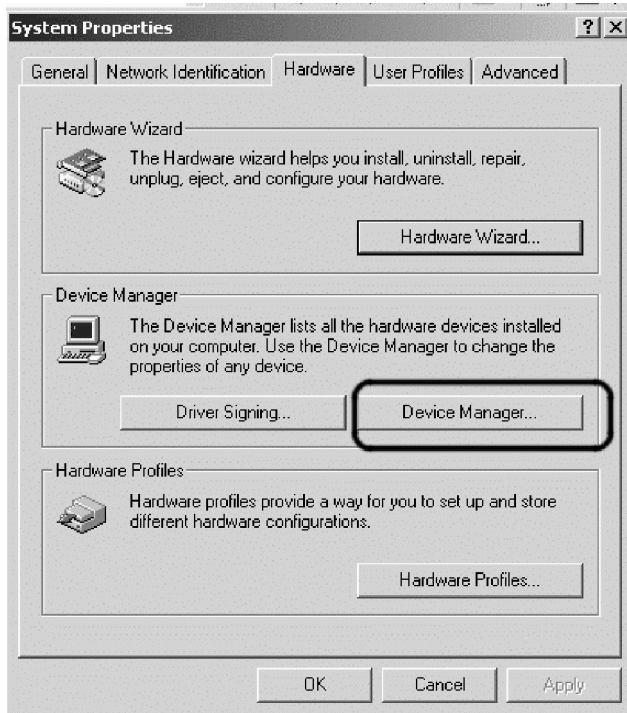 System Properties
? X
General Network Identification Hardware User Profiles Advanced
Hardware Wizard
The Hardware wizard helps you install, uninstall, repair,
unplug, eject, and configure your hardware.
Hardware Wizard...
Device Manager
The Device Manager lists all the hardware devices installed
on your computer. Use the Device Manager to change the
properties of any device.
Driver Signing... Device Manager...
Hardware Profiles
Hardware profiles provide a way for you to set up and store
different hardware configurations.
Hardware Profiles...
OK Cancel Apply